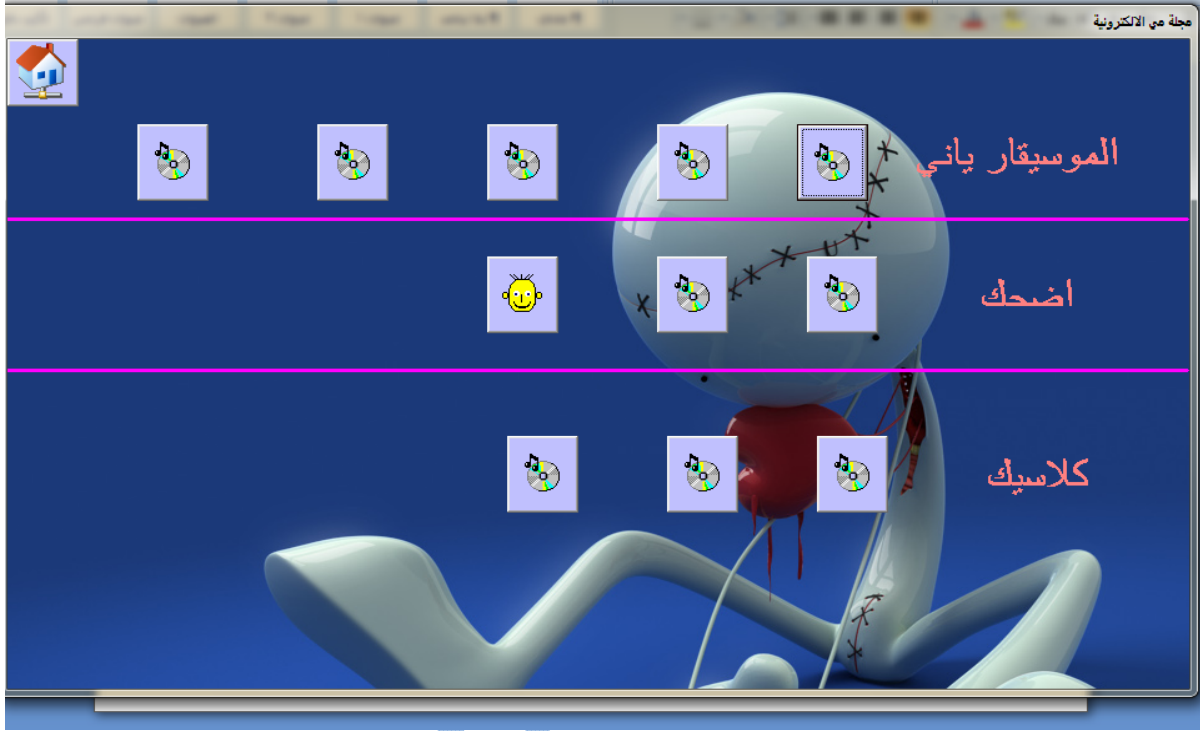 مجلة مي الالكترونية
الموسيقار ياني
اضحك
كلاسيك